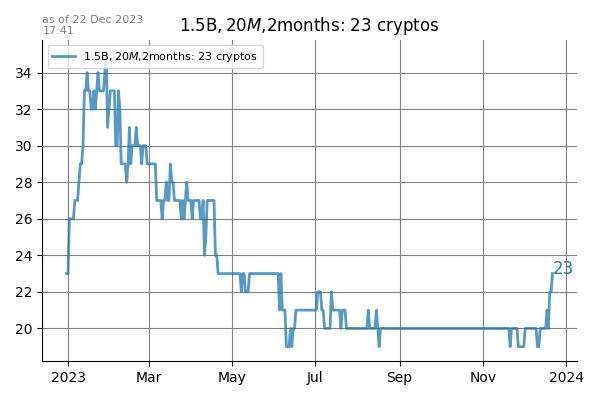 as of 22 Dec 2023
17:41
1.5B, 20M,2months: 23 cryptos
1.5B, 20M,2months: 23 cryptos
34
32
30
28
26
24
22
20
23
2023 Mar May Jul Sep Nov 2024